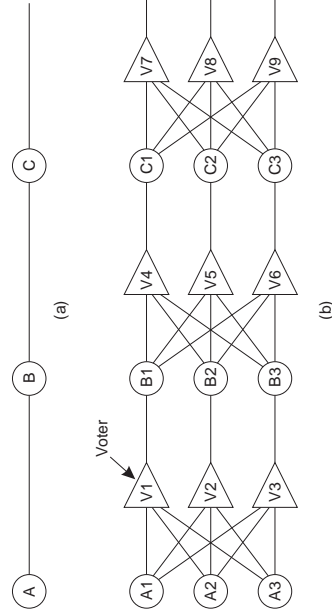 A B C
(a)
Voter
A1 V1 B1 V4 C1 V7
A2 V2 B2 V5 C2 V8
A3 V3 B3 V6 C3 V9
(b)